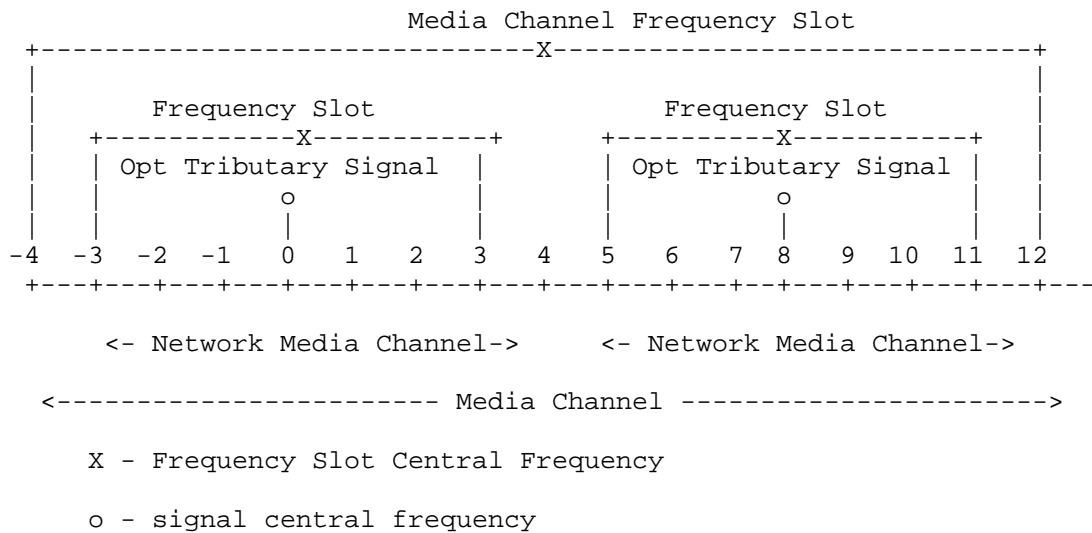 Media Channel Frequency Slot
 +-------------------------------X-------------------------------+
 |                                                               |
 |       Frequency Slot                  Frequency Slot          |
 |   +-------------X-----------+       +----------X-----------+   |
 |   | Opt Tributary Signal  |       | Opt Tributary Signal |   |
 |   |           o           |       |          o           |   |
 |   |           |           |       |          |           |   |
-4  -3  -2  -1   0   1   2   3   4   5   6   7  8   9  10  11  12
 +---+---+---+---+---+---+---+---+---+---+---+--+---+---+---+---+---

      <- Network Media Channel->     <- Network Media Channel->

  <------------------------ Media Channel ----------------------->

     X - Frequency Slot Central Frequency

     o - signal central frequency